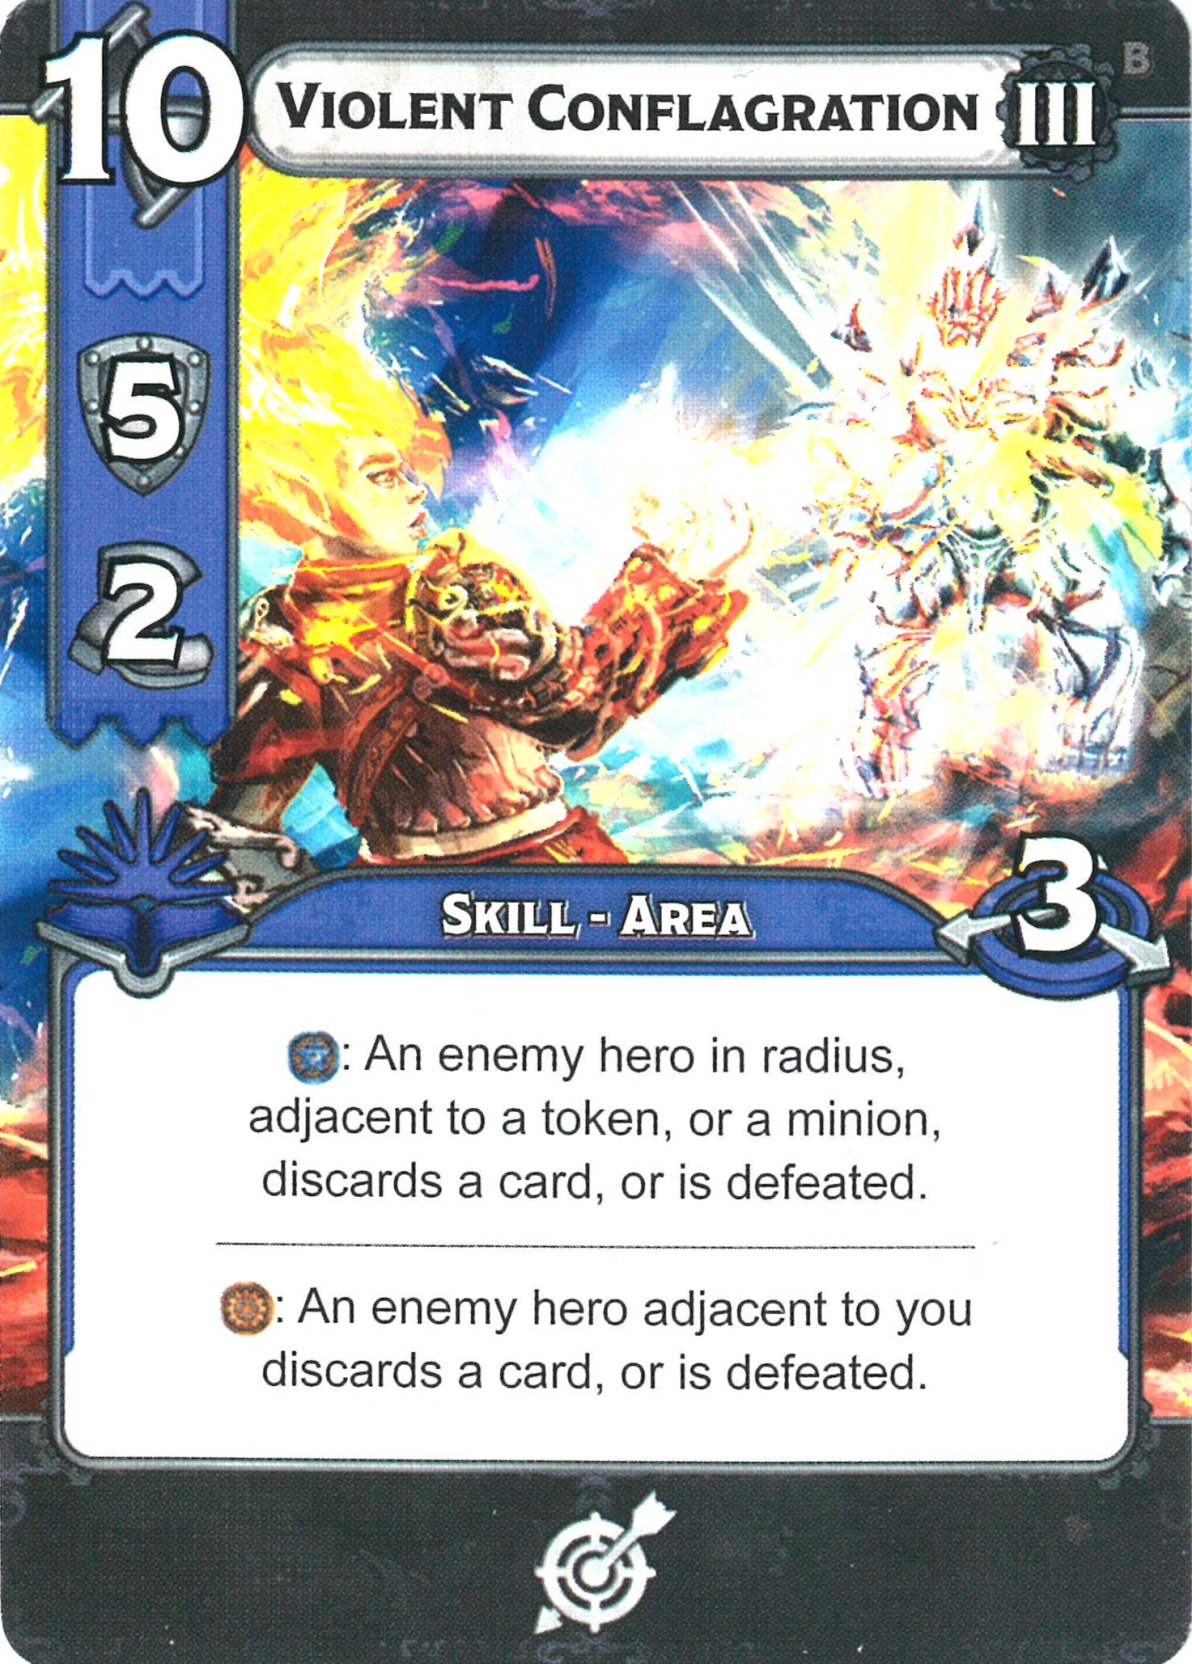 10
VIOLENT CONFLAGRATION
III
B
5
2
SKILL - AREA
3
: An enemy hero in radius,
adjacent to a token, or a minion,
discards a card, or is defeated.
: An enemy hero adjacent to you
discards a card, or is defeated.